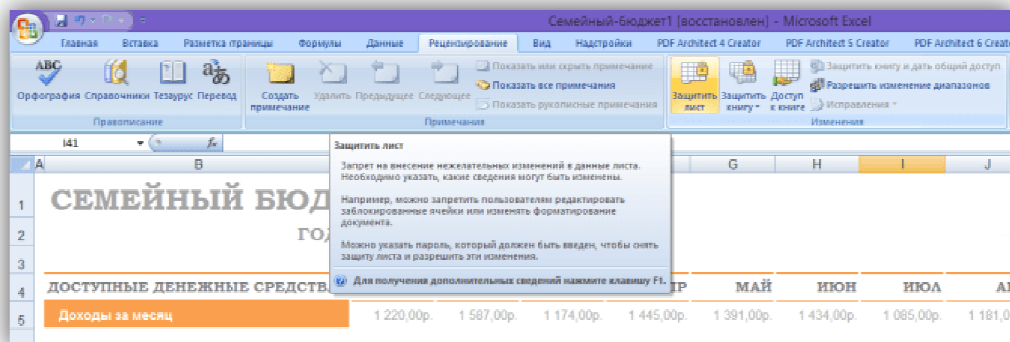 Семейный-бюджет1 [восстановлен] - Microsoft Excel
Главная Вставка Разметка страницы Формулы Данные Рецензирование Вид Надстройки PDF Architect 4 Creator PDF Architect 5 Creator PDF Architect 6 Creato
ABC
Орфография Справочники Тезаурус Перевод
Правописание
Создать примечание
Удалить Предыдущее Следующее
Показать или скрыть примечание
Показать все примечания
Показать рукописные примечания
Примечания
Защитить лист
Защитить книгу
Доступ к книге
Защитить книгу и дать общий доступ
Разрешить изменение диапазонов
Исправления
Изменения
I41 fx
A B G H I J
Защитить лист
Запрет на внесение нежелательных изменений в данные листа.
Необходимо указать, какие сведения могут быть изменены.
Например, можно запретить пользователям редактировать
заблокированные ячейки или изменять форматирование
документа.
Можно указать пароль, который должен быть введен, чтобы снять
защиту листа и разрешить эти изменения.
Для получения дополнительных сведений нажмите клавишу F1.
1 СЕМЕЙНЫЙ БЮД
2 ГОД
3
4 ДОСТУПНЫЕ ДЕНЕЖНЫЕ СРЕДСТВ ПР МАЙ ИЮН ИЮЛ АВ
5 Доходы за месяц 1 220,00р. 1 587,00р. 1 174,00р. 1 445,00р. 1 391,00р. 1 434,00р. 1 085,00р. 1 181,0